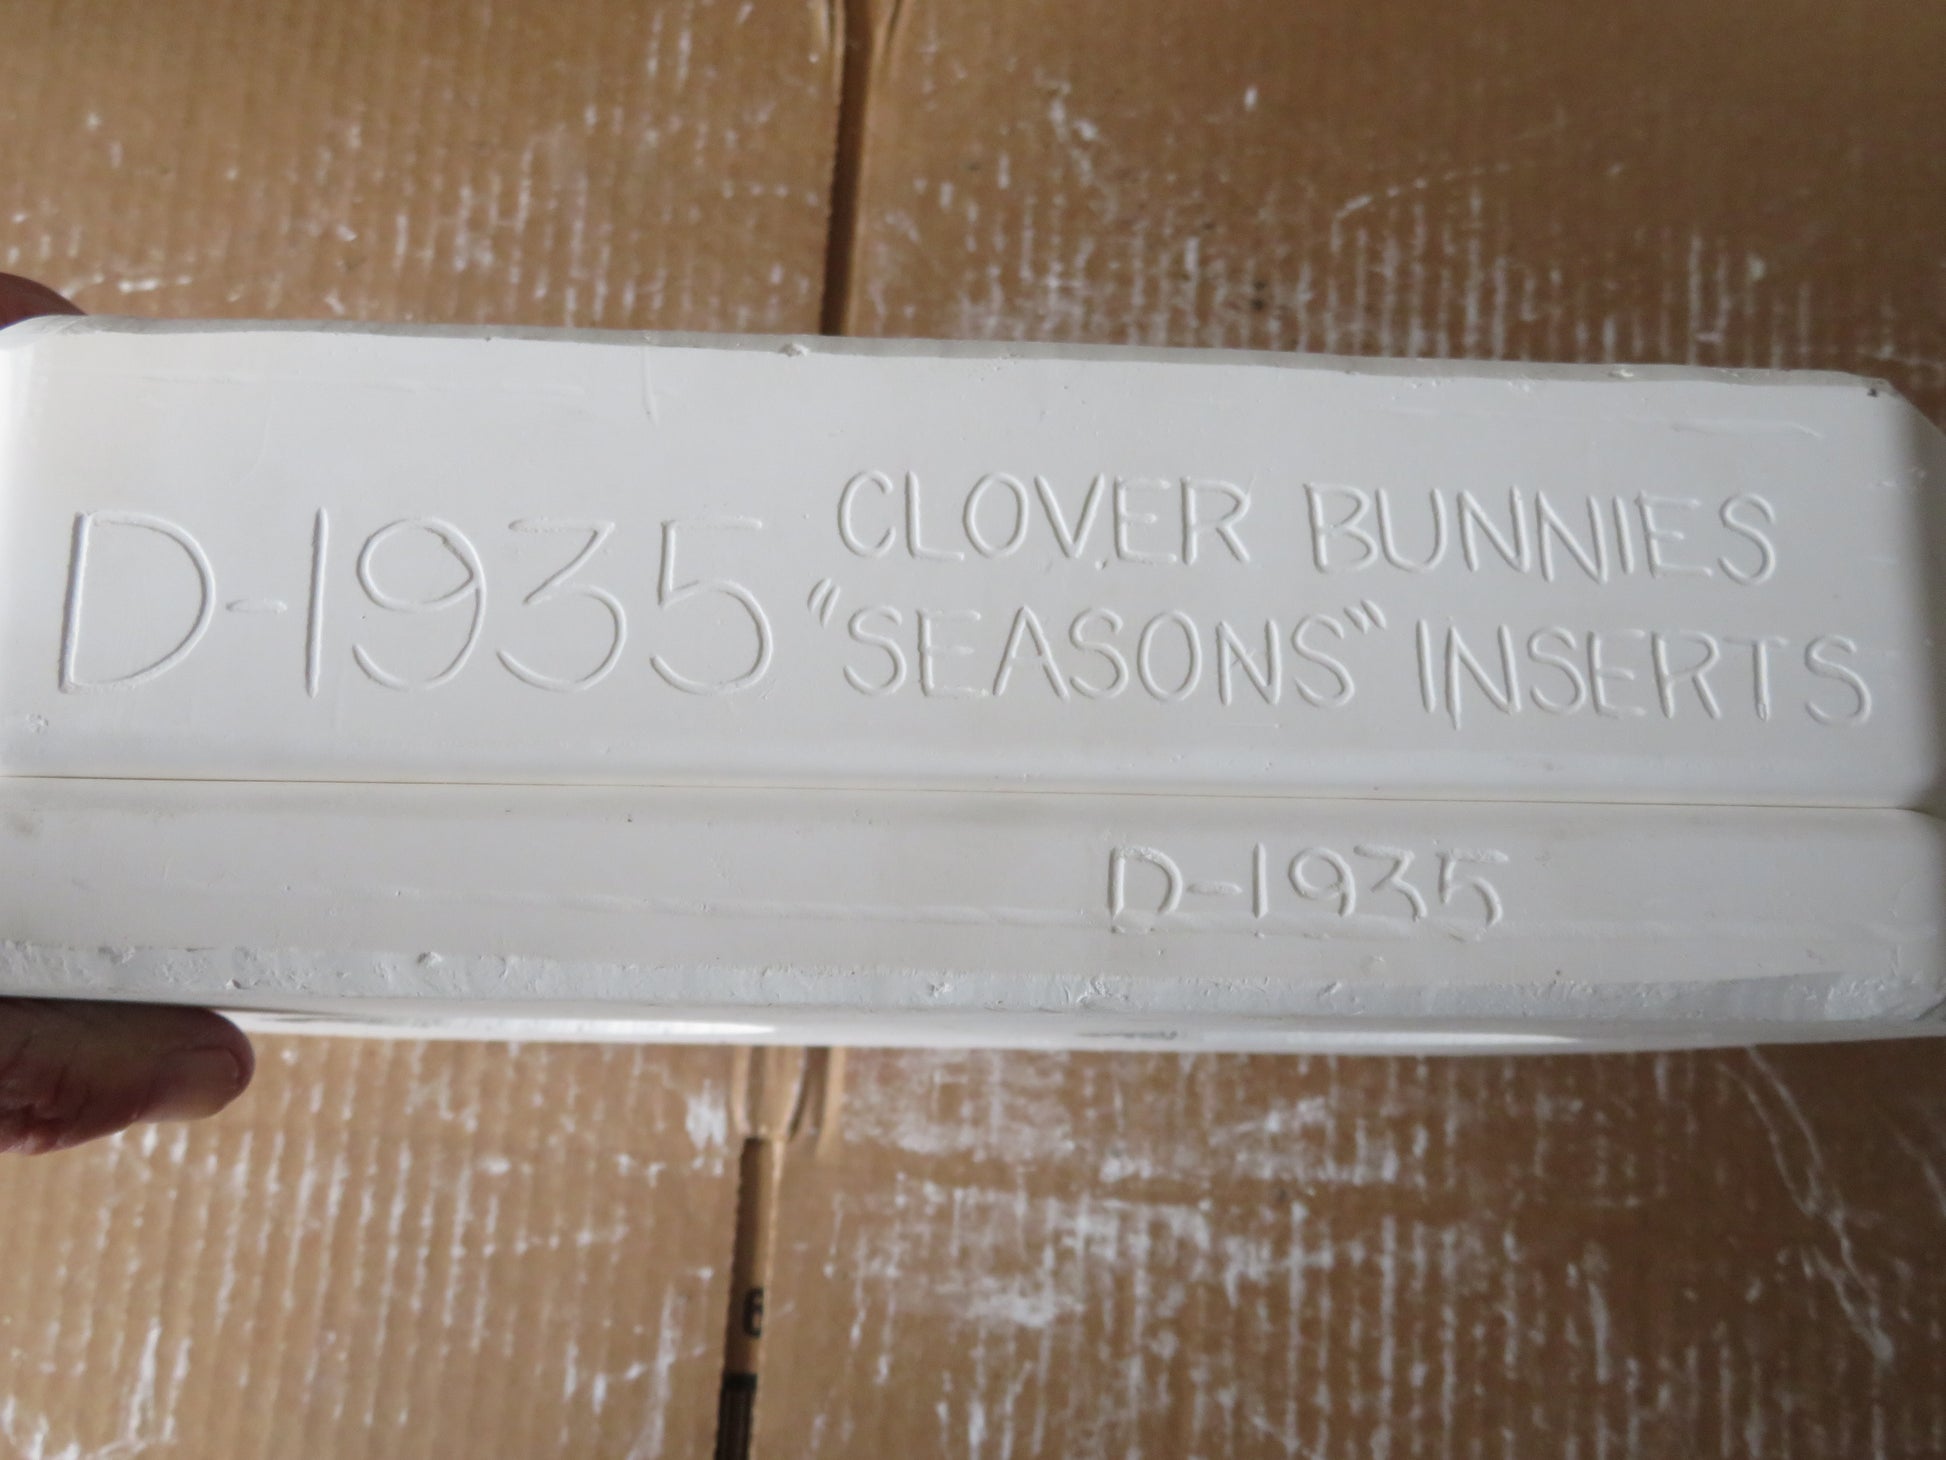 D-1935 CLOVER BUNNIES
"SEASONS" INSERTS
D-1935